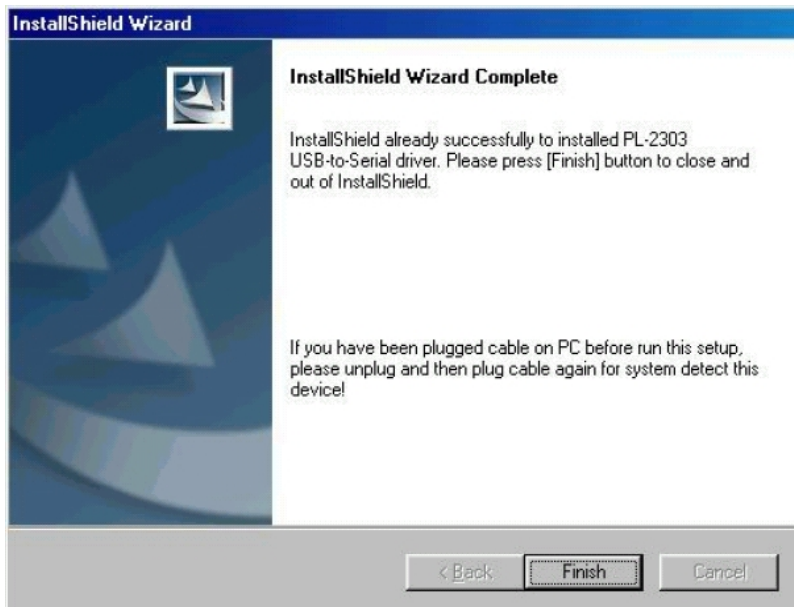 InstallShield Wizard
InstallShield Wizard Complete
InstallShield already successfully to installed PL-2303
USB-to-Serial driver. Please press [Finish] button to close and
out of InstallShield.
If you have been plugged cable on PC before run this setup,
please unplug and then plug cable again for system detect this
device!
< Back
Finish
Cancel